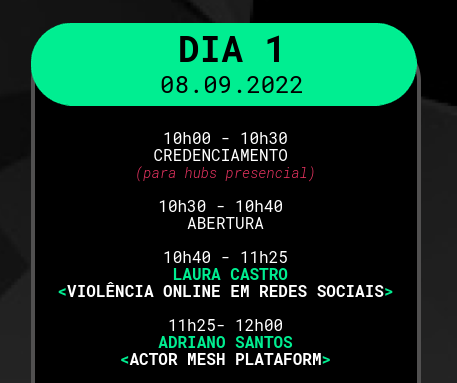 DIA 1
08.09.2022
10h00 - 10h30
CREDENCIAMENTO
(para hubs presencial)
10h30 - 10h40
ABERTURA
10h40 - 11h25
LAURA CASTRO
<VIOLÊNCIA ONLINE EM REDES SOCIAIS>
11h25- 12h00
ADRIANO SANTOS
<ACTOR MESH PLATAFORM>